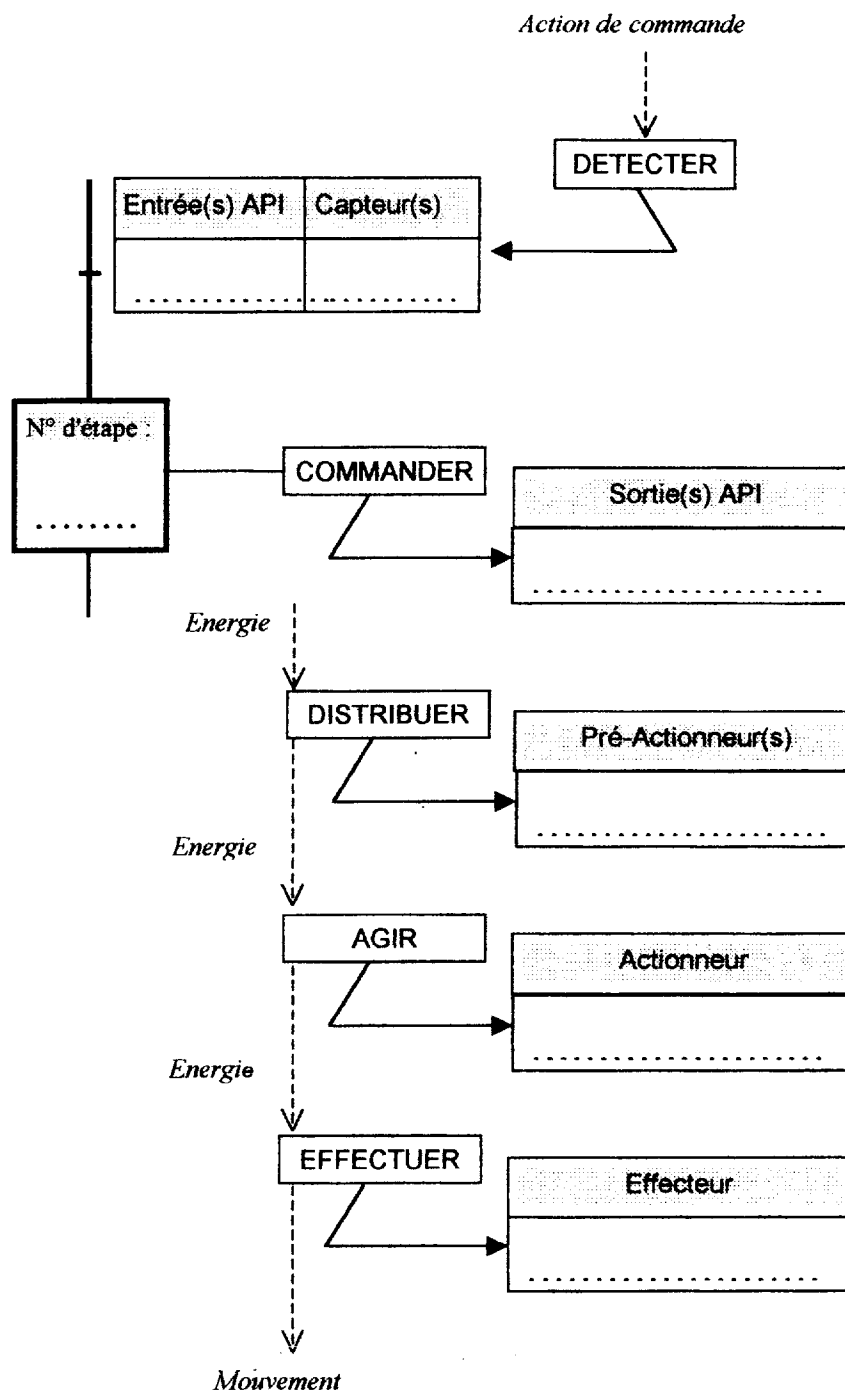 Action de commande
DETECTER
Entrée(s) API Capteur(s)
. . . . . . . . . . . . . . . . . . . . . . . .
N° d'étape :
. . . . . . . .
COMMANDER
Sortie(s) API
. . . . . . . . . . . . . . . . . . . . .
Energie
DISTRIBUER
Pré-Actionneur(s)
. . . . . . . . . . . . . . . . . . . . .
Energie
AGIR
Actionneur
. . . . . . . . . . . . . . . . . . . . .
Energie
EFFECTUER
Effecteur
. . . . . . . . . . . . . . . . . . . . .
Mouvement